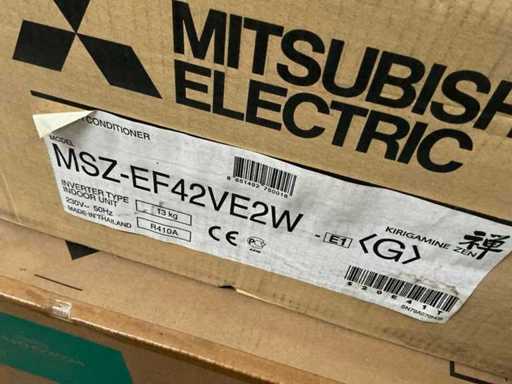 MITSUBISH
ELECTRIC
CONDITIONER
MODEL
MSZ-EF42VE2W - E1 <G>
KIRIGAMINE ZEN 禅
INVERTER TYPE
INDOOR UNIT
230V~ 50Hz
MADE IN THAILAND
13 kg
R410A
CE